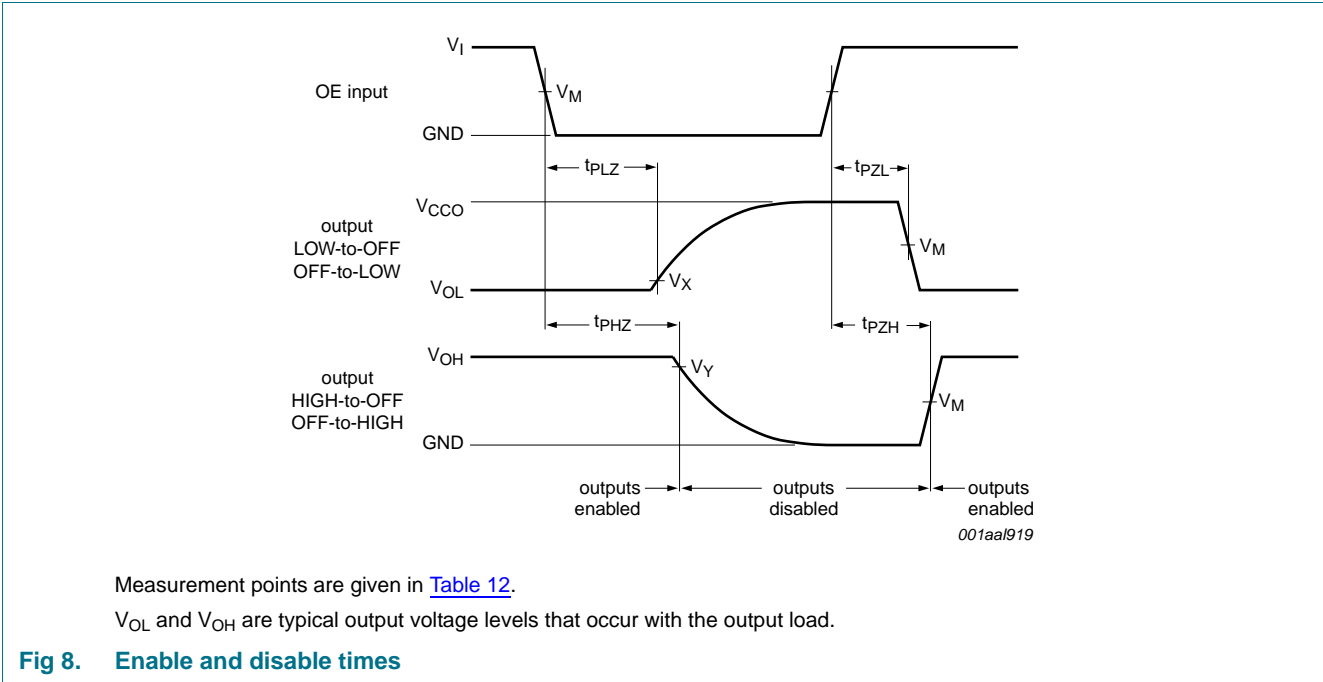 V_I
OE input
V_M
GND
t_PLZ
t_PZL
V_CCO
output
LOW-to-OFF
OFF-to-LOW
V_M
V_X
V_OL
t_PHZ
t_PZH
V_OH
output
HIGH-to-OFF
OFF-to-HIGH
V_Y
V_M
GND
outputs
enabled
outputs
disabled
outputs
enabled
001aal919
Measurement points are given in Table 12.
V_OL and V_OH are typical output voltage levels that occur with the output load.
Fig 8. Enable and disable times